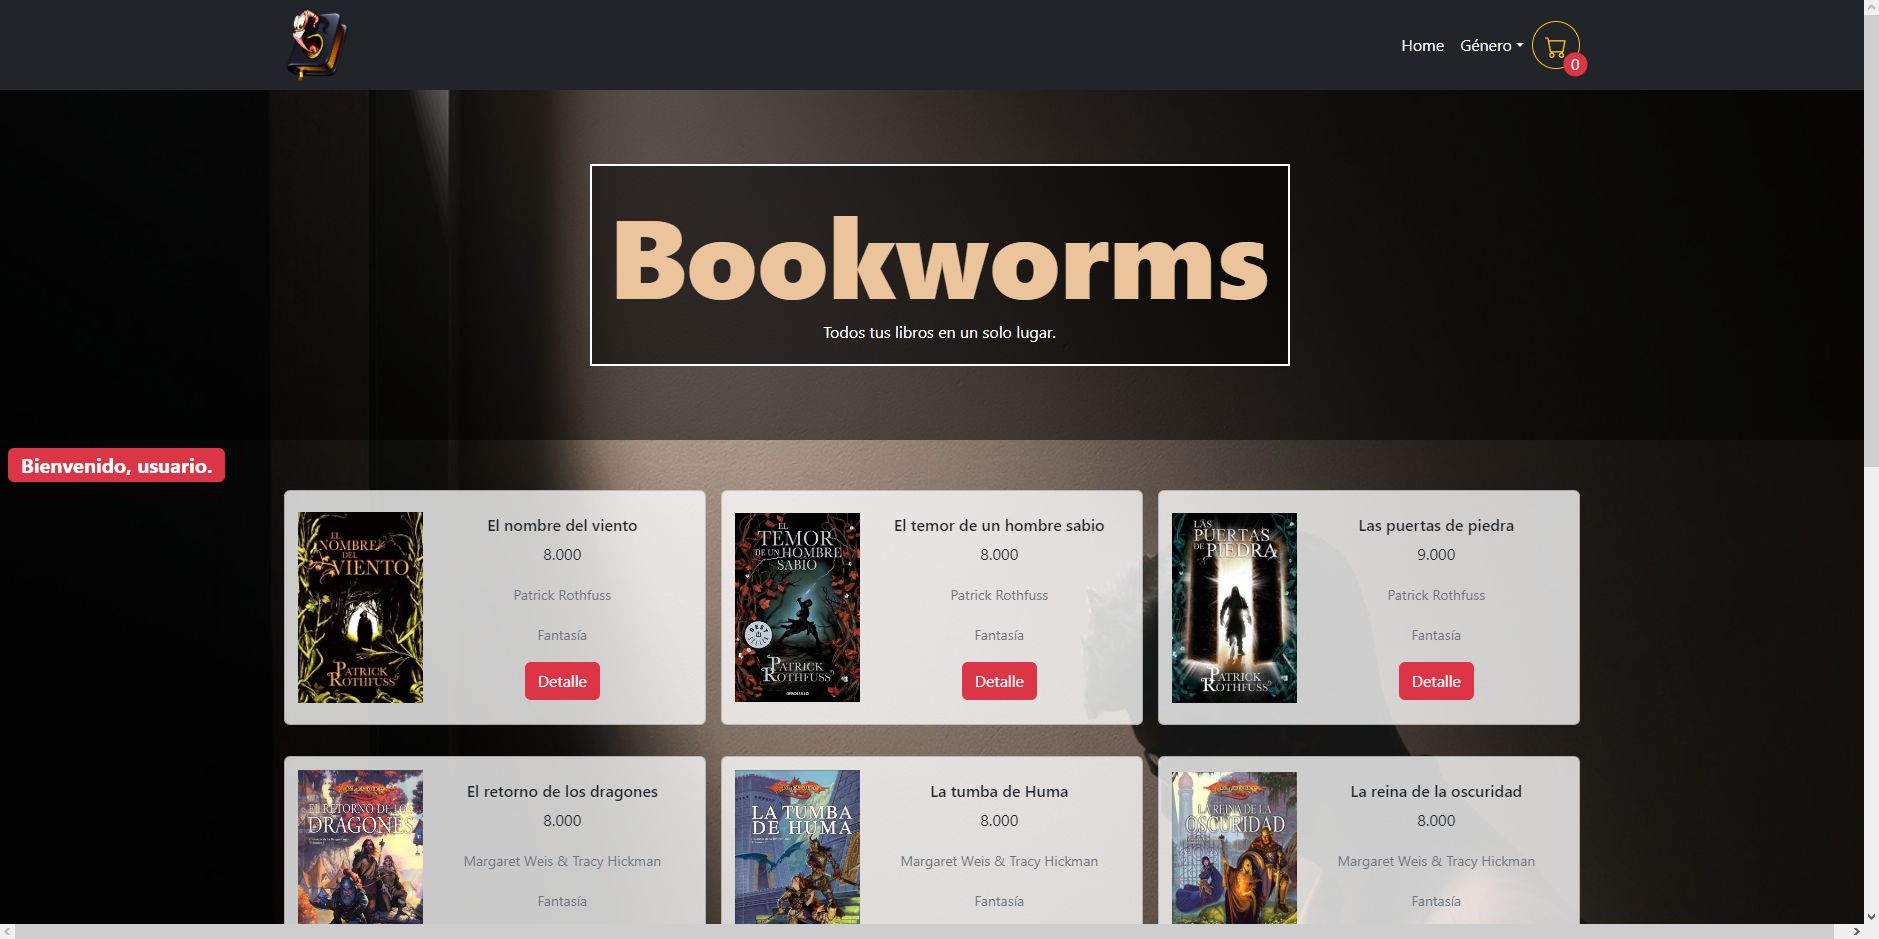 Home
Género
0
Bookworms
Todos tus libros en un solo lugar.
Bienvenido, usuario.
EL
NOMBRE
DEL
VIENTO
PATRICK
ROTHFUSS
El nombre del viento
8.000
Patrick Rothfuss
Fantasía
Detalle
EL
TEMOR
DE UN HOMBRE
SABIO
BEST
SELLER
PATRICK
ROTHFUSS
DEBOLSILLO
El temor de un hombre sabio
8.000
Patrick Rothfuss
Fantasía
Detalle
LAS
PUERTAS
DE PIEDRA
PATRICK
ROTHFUSS
Las puertas de piedra
9.000
Patrick Rothfuss
Fantasía
Detalle
EL RETORNO DE LOS
DRAGONES
El retorno de los dragones
8.000
Margaret Weis & Tracy Hickman
Fantasía
LA TUMBA
DE HUMA
La tumba de Huma
8.000
Margaret Weis & Tracy Hickman
Fantasía
LA REINA DE LA
OSCURIDAD
La reina de la oscuridad
8.000
Margaret Weis & Tracy Hickman
Fantasía